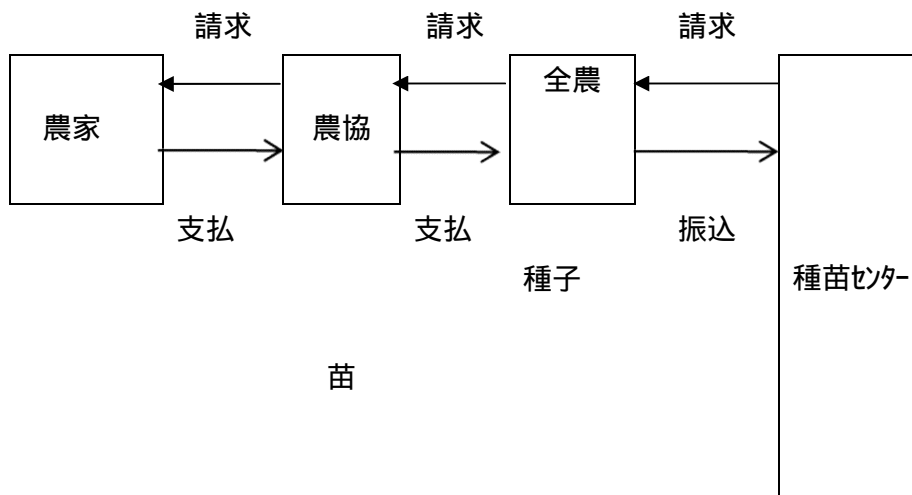 請求 請求 請求
農家 農協 全農
支払 支払 振込
種子 種苗ｾﾝﾀｰ
苗